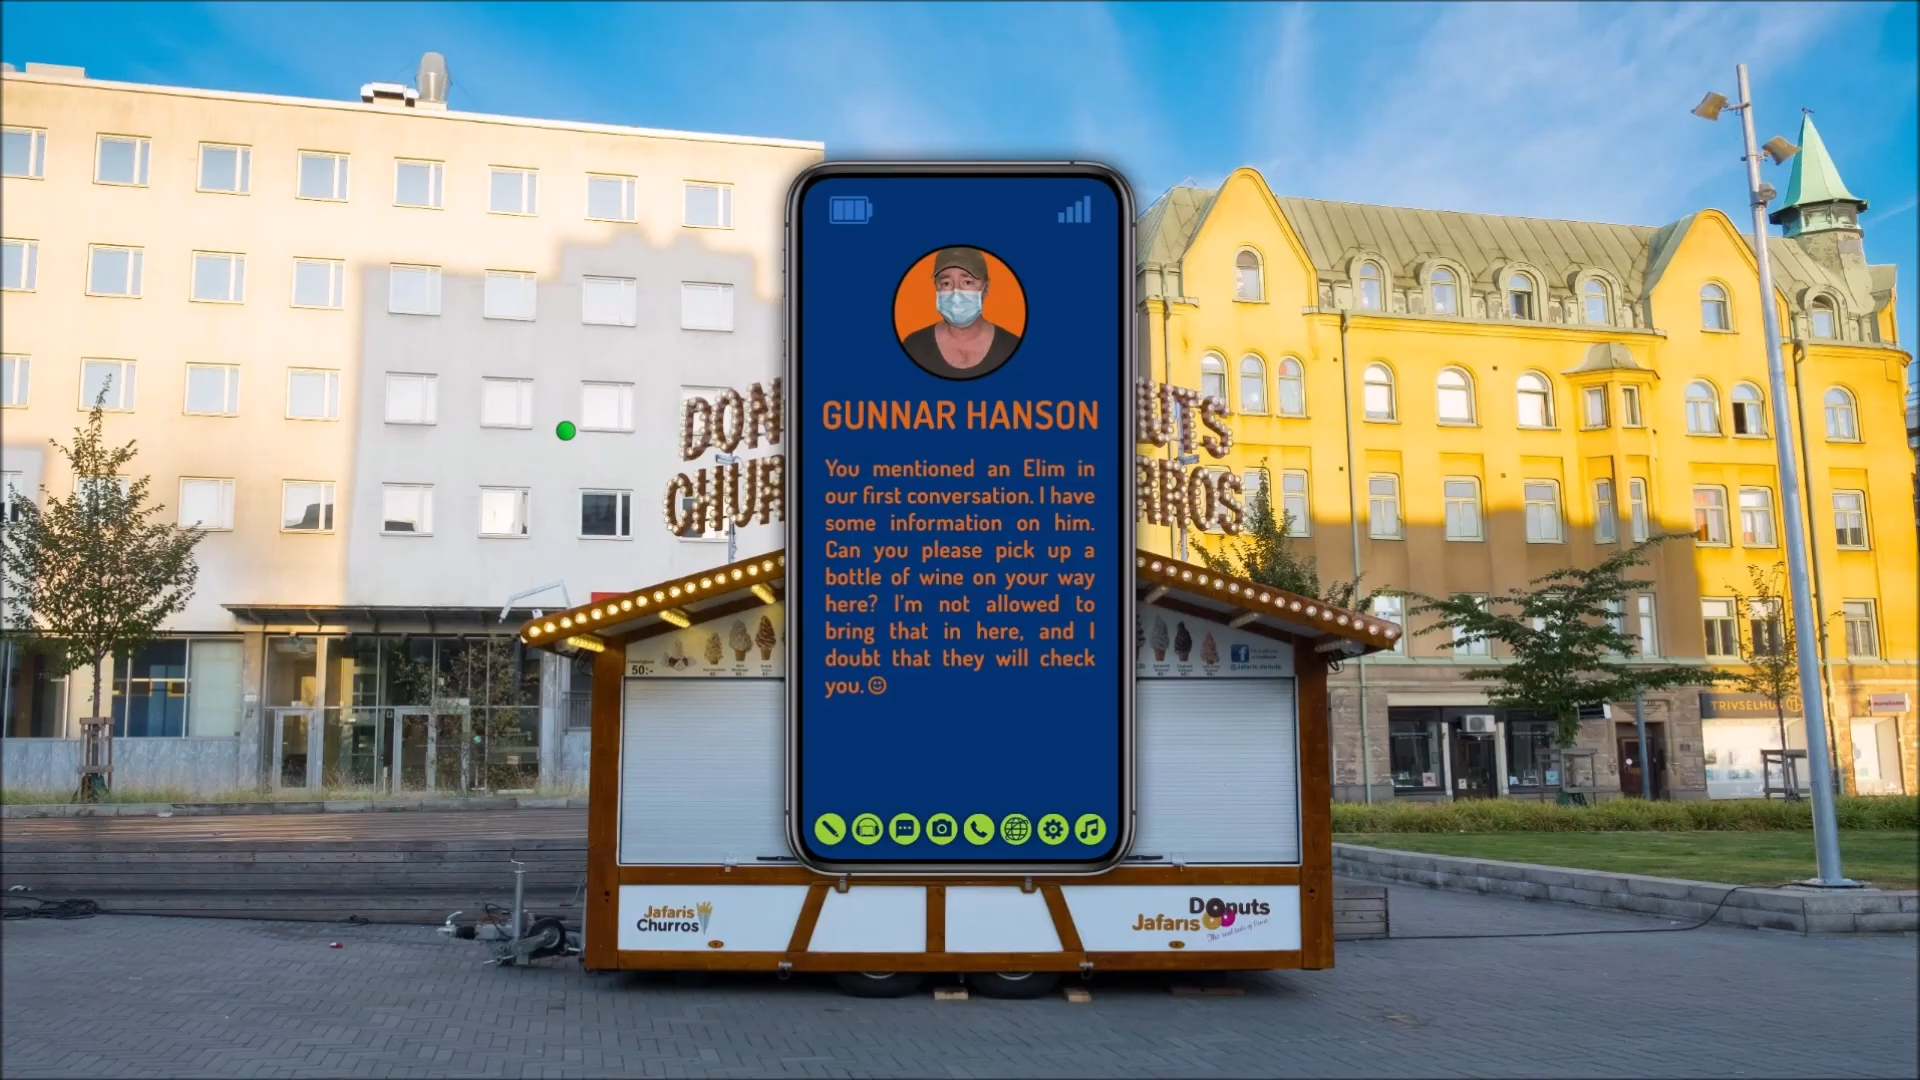 DON UTS
CHUR RROS
GUNNAR HANSON
You mentioned an Elim in
our first conversation. I have
some information on him.
Can you please pick up a
bottle of wine on your way
here? I'm not allowed to
bring that in here, and I
doubt that they will check
you.
50:-
@Jafaris donuts
TRIVSELHUS
Jafaris
Churros
Donuts
Jafaris